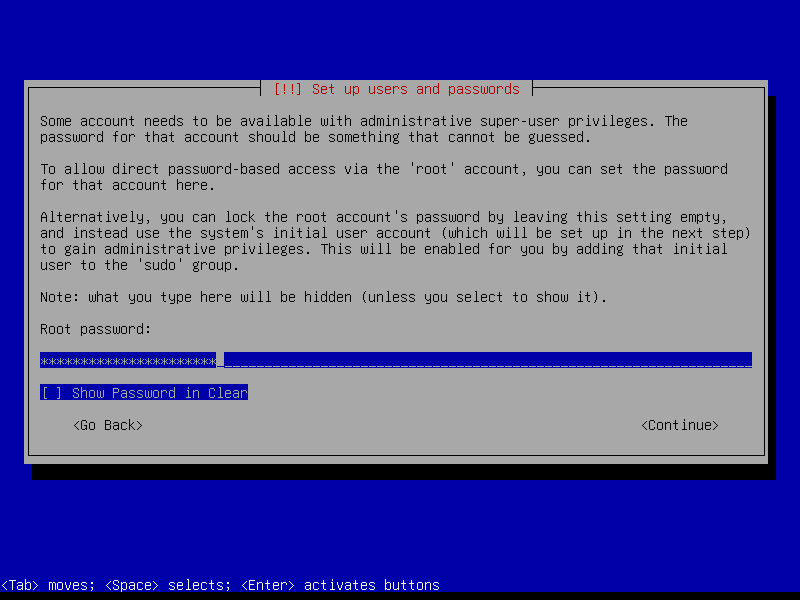 [!!] Set up users and passwords
Some account needs to be available with administrative super-user privileges. The
password for that account should be something that cannot be guessed.
To allow direct password-based access via the 'root' account, you can set the password
for that account here.
Alternatively, you can lock the root account's password by leaving this setting empty,
and instead use the system's initial user account (which will be set up in the next step)
to gain administrative privileges. This will be enabled for you by adding that initial
user to the 'sudo' group.
Note: what you type here will be hidden (unless you select to show it).
Root password:
**********************
[ ] Show Password in Clear
<Go Back> <Continue>
<Tab> moves; <Space> selects; <Enter> activates buttons